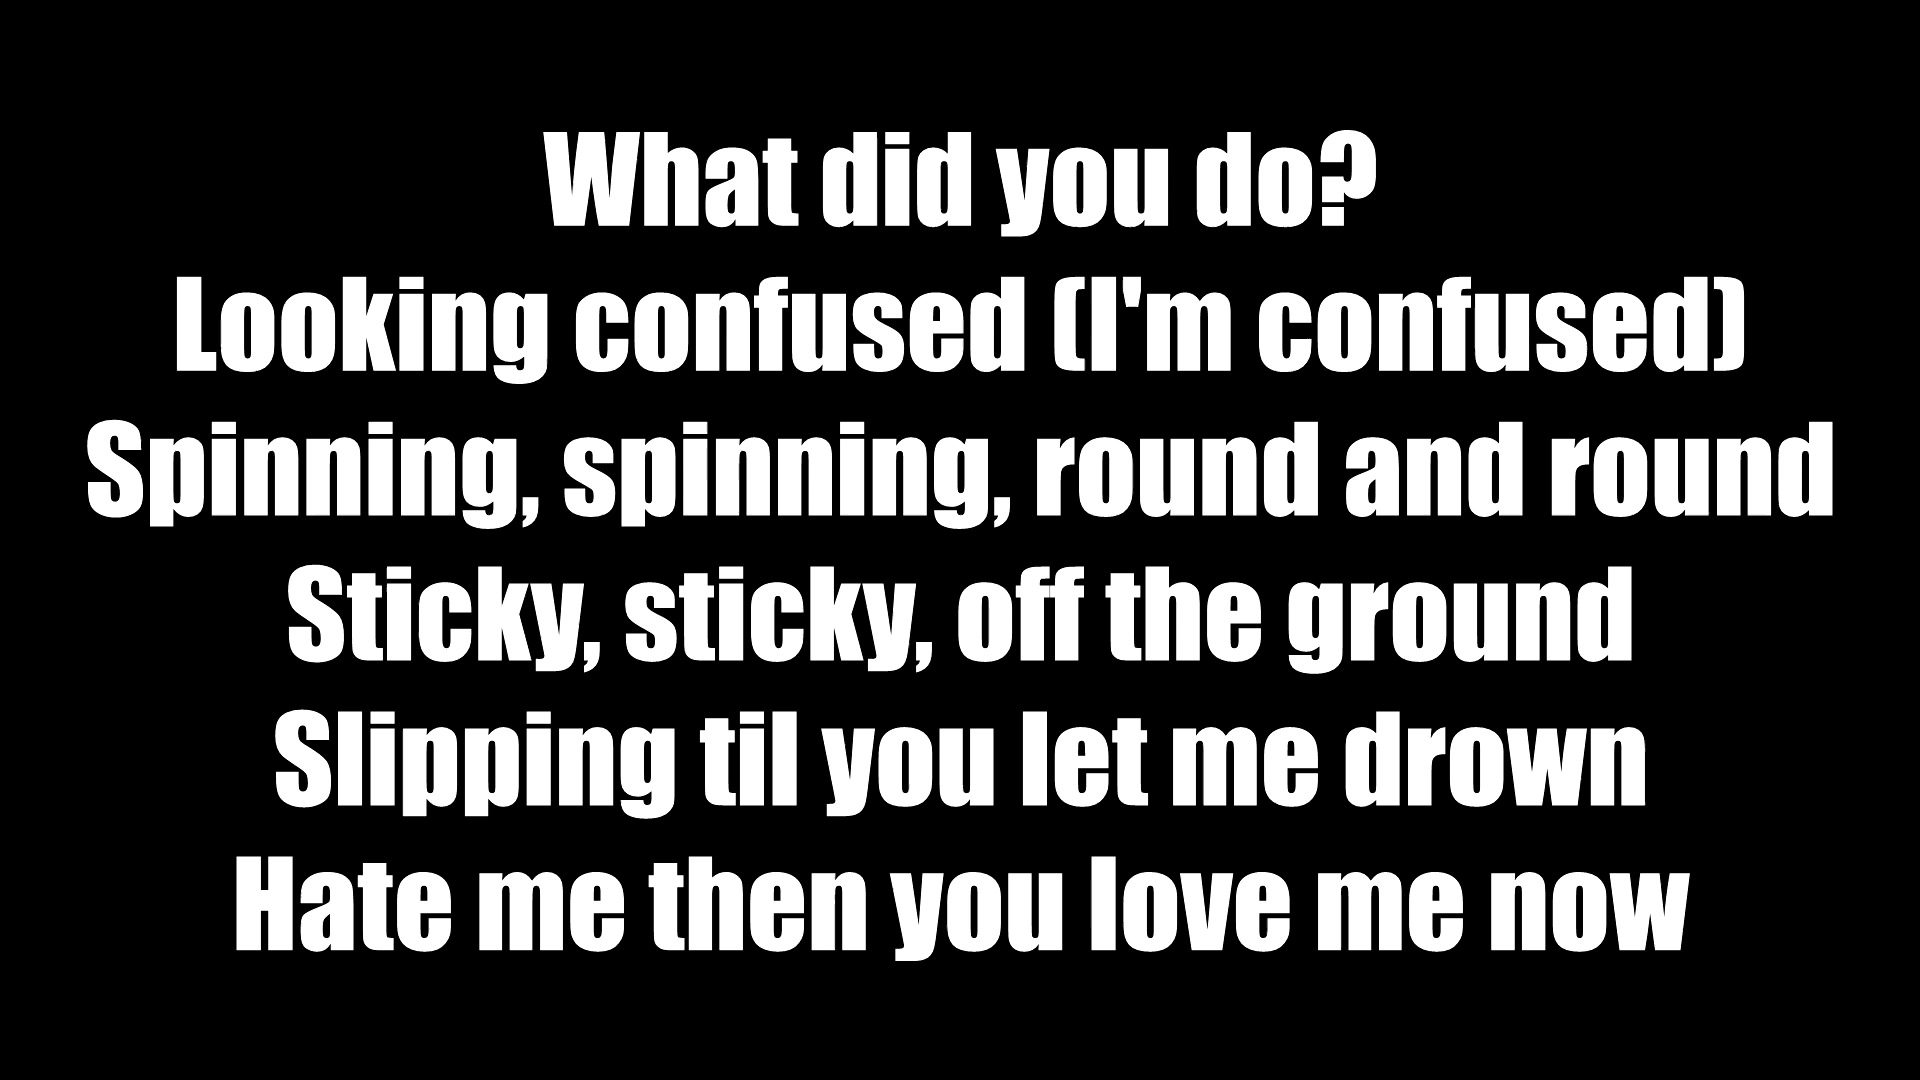 What did you do?
Looking confused (I'm confused)
Spinning, spinning, round and round
Sticky, sticky, off the ground
Slipping til you let me drown
Hate me then you love me now